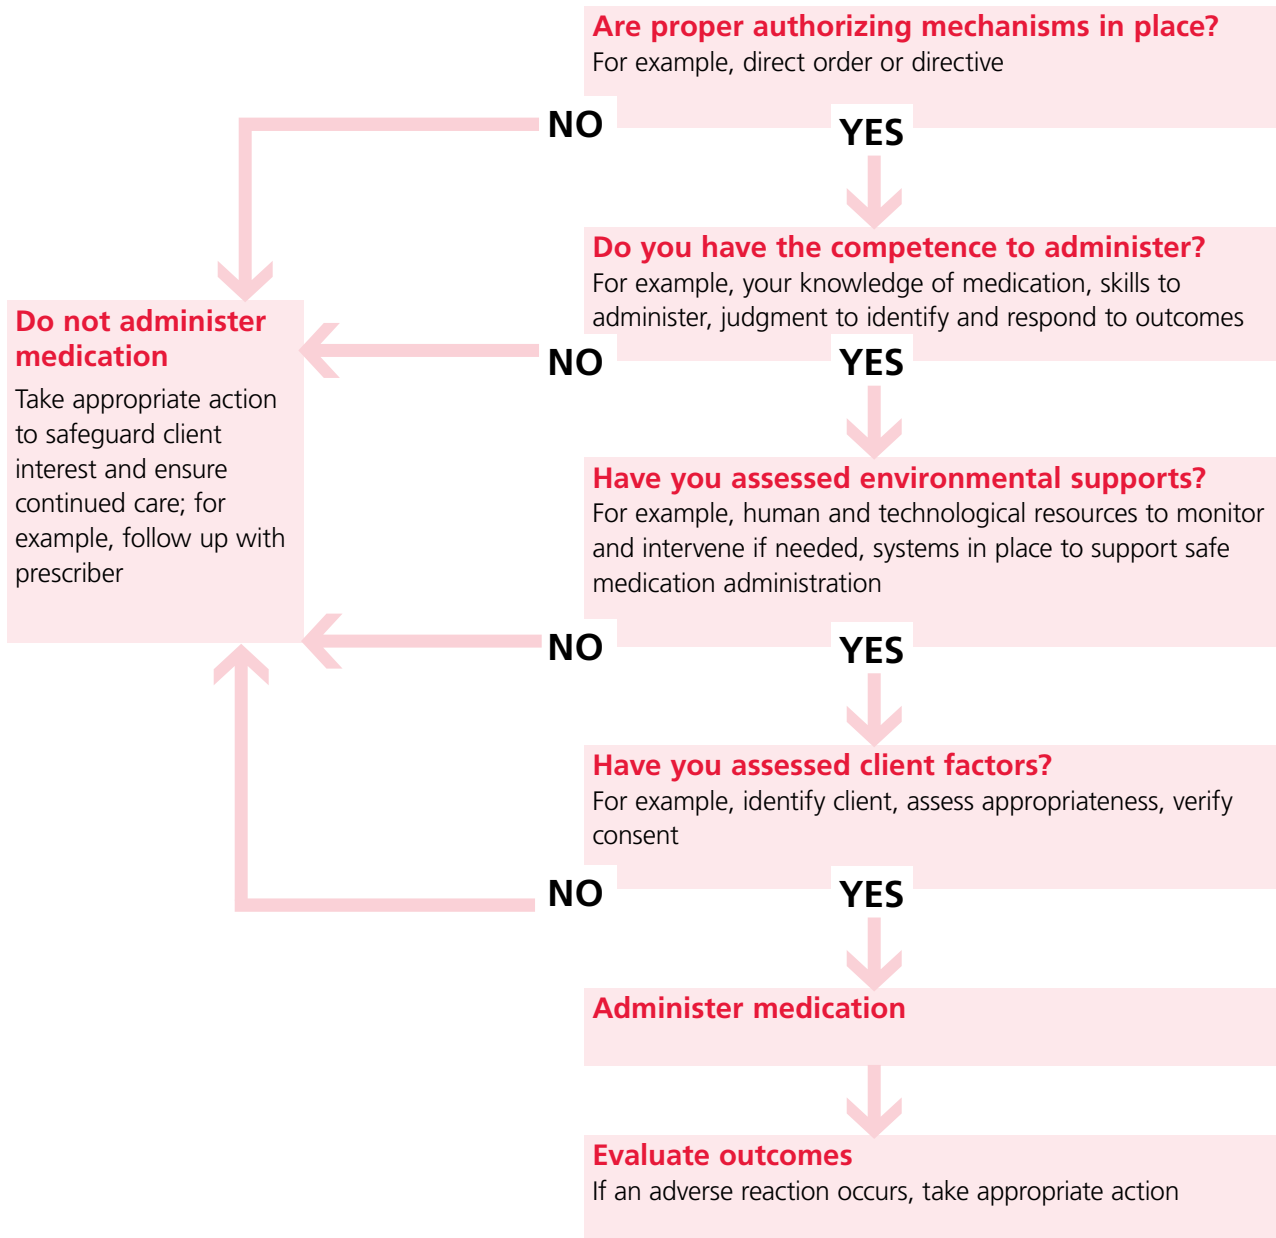 Are proper authorizing mechanisms in place?
For example, direct order or directive
NO
YES
Do you have the competence to administer?
For example, your knowledge of medication, skills to
administer, judgment to identify and respond to outcomes
NO
YES
Do not administer
medication
Take appropriate action
to safeguard client
interest and ensure
continued care; for
example, follow up with
prescriber
Have you assessed environmental supports?
For example, human and technological resources to monitor
and intervene if needed, systems in place to support safe
medication administration
NO
YES
Have you assessed client factors?
For example, identify client, assess appropriateness, verify
consent
NO
YES
Administer medication
Evaluate outcomes
If an adverse reaction occurs, take appropriate action